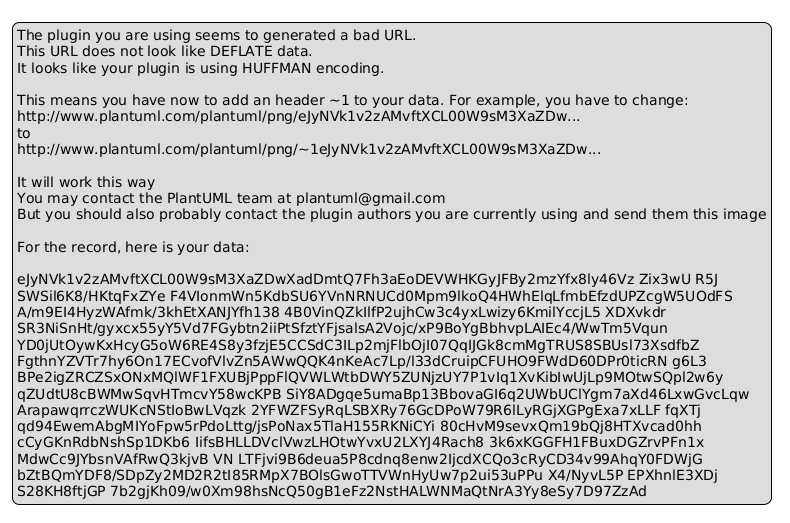 The plugin you are using seems to generated a bad URL.
This URL does not look like DEFLATE data.
It looks like your plugin is using HUFFMAN encoding.
This means you have now to add an header ~1 to your data. For example, you have to change:
http://www.plantuml.com/plantuml/png/eJyNVk1v2zAMvftXCL00W9sM3XaZDw...
to
http://www.plantuml.com/plantuml/png/~1eJyNVk1v2zAMvftXCL00W9sM3XaZDw...
It will work this way
You may contact the PlantUML team at plantuml@gmail.com
But you should also probably contact the plugin authors you are currently using and send them this image
For the record, here is your data:
eJyNVk1v2zAMvftXCL00W9sM3XaZDwXadDmtQ7Fh3aEoDEVWHKGyJFBy2mzYfx8ly46Vz Zix3wU R5J
SWSil6K8/HKtqFxZYe F4VIonmWn5KdbSU6YVnNRNUCd0Mpm9lkoQ4HWhElqLfmbEfzdUPZcgW5UOdFS
A/m9EI4HyzWAfmk/3khEtXANJYfh138 4B0VinQZkIlfP2ujhCw3c4yxLwizy6KmilYccjL5 XDXvkdr
SR3NiSnHt/gyxcx55yY5Vd7FGybtn2iiPtSfztYFjsalsA2Vojc/xP9BoYgBbhvpLAIEc4/WwTm5Vqun
YD0jUtOywKxHcyG5oW6RE4S8y3fzjE5CCSdC3ILp2mjFlbOjI07QqlJGk8cmMgTRUS8SBUsl73XsdfbZ
FgthnYZVTr7hy6On17ECvofVlvZn5AWwQQK4nKeAc7Lp/l33dCruipCFUHO9FWdD60DPr0ticRN g6L3
BPe2igZRCZSxONxMQlWF1FXUBjPppFlQVWLWtbDWY5ZUNjzUY7P1vIq1XvKibIwUjLp9MOtwSQpl2w6y
qZUdtU8cBWMwSqvHTmcvY58wcKPB SiY8ADgqe5umaBp13BbovaGI6q2UWbUClYgm7aXd46LxwGvcLqw
ArapawqrrczWUKcNStIoBwLVqzk 2YFWZFSyRqLSBXRy76GcDPoW79R6lLyRGjXGPgExa7xLLF fqXTj
qd94EwemAbgMIYoFpw5rPdoLttg/jsPoNax5TlaH155RKNiCYi 80cHvM9sevxQm19bQj8HTXvcad0hh
cCyGKnRdbNshSp1DKb6 IifsBHLLDVclVwzLHOtwYvxU2LXYJ4Rach8 3k6xKGGFH1FBuxDGZrvPFn1x
MdwCc9JYbsnVAfRwQ3kjvB VN LTFjvi9B6deua5P8cdnq8enw2IjcdXCQo3cRyCD34v99AhqY0FDWjG
bZtBQmYDF8/SDpZy2MD2R2tI85RMpX7BOlsGwoTTVWnHyUw7p2ui53uPPu X4/NyvL5P EPXhnlE3XDj
S28KH8ftjGP 7b2gjKh09/w0Xm98hsNcQ50gB1eFz2NstHALWNMaQtNrA3Yy8eSy7D97ZzAd